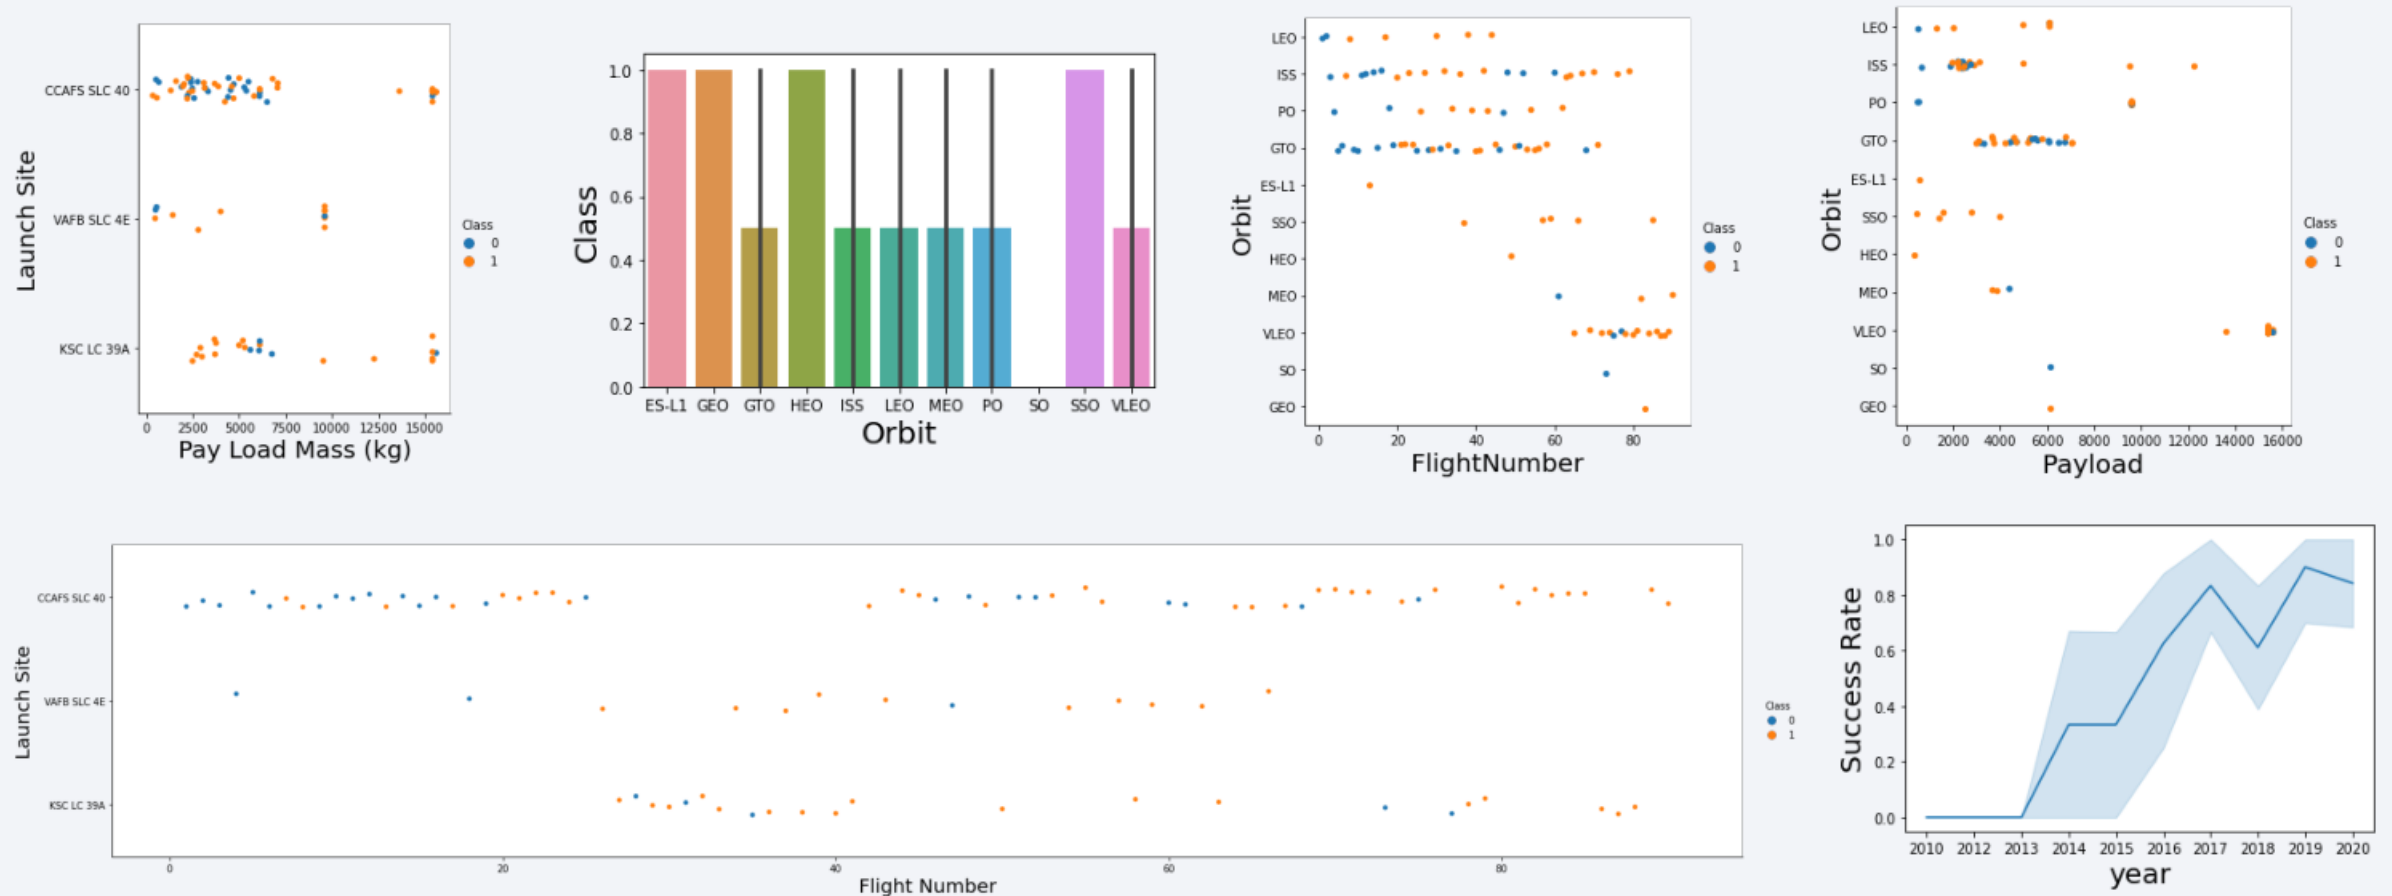 Launch Site
CCAFS SLC 40
VAFB SLC 4E
KSC LC 39A
0 2500 5000 7500 10000 12500 15000
Pay Load Mass (kg)
Class
0
1
Class
1.0
0.8
0.6
0.4
0.2
0.0
ES-L1 GEO GTO HEO ISS LEO MEO PO SO SSO VLEO
Orbit
Orbit
LEO
ISS
PO
GTO
ES-L1
SSO
HEO
MEO
VLEO
SO
GEO
0 20 40 60 80
FlightNumber
Class
0
1
Orbit
LEO
ISS
PO
GTO
ES-L1
SSO
HEO
MEO
VLEO
SO
GEO
0 2000 4000 6000 8000 10000 12000 14000 16000
Payload
Class
0
1
Launch Site
CCAFS SLC 40
VAFB SLC 4E
KSC LC 39A
0 20 40 60 80
Flight Number
Class
0
1
Success Rate
1.0
0.8
0.6
0.4
0.2
0.0
2010 2012 2013 2014 2015 2016 2017 2018 2019 2020
year